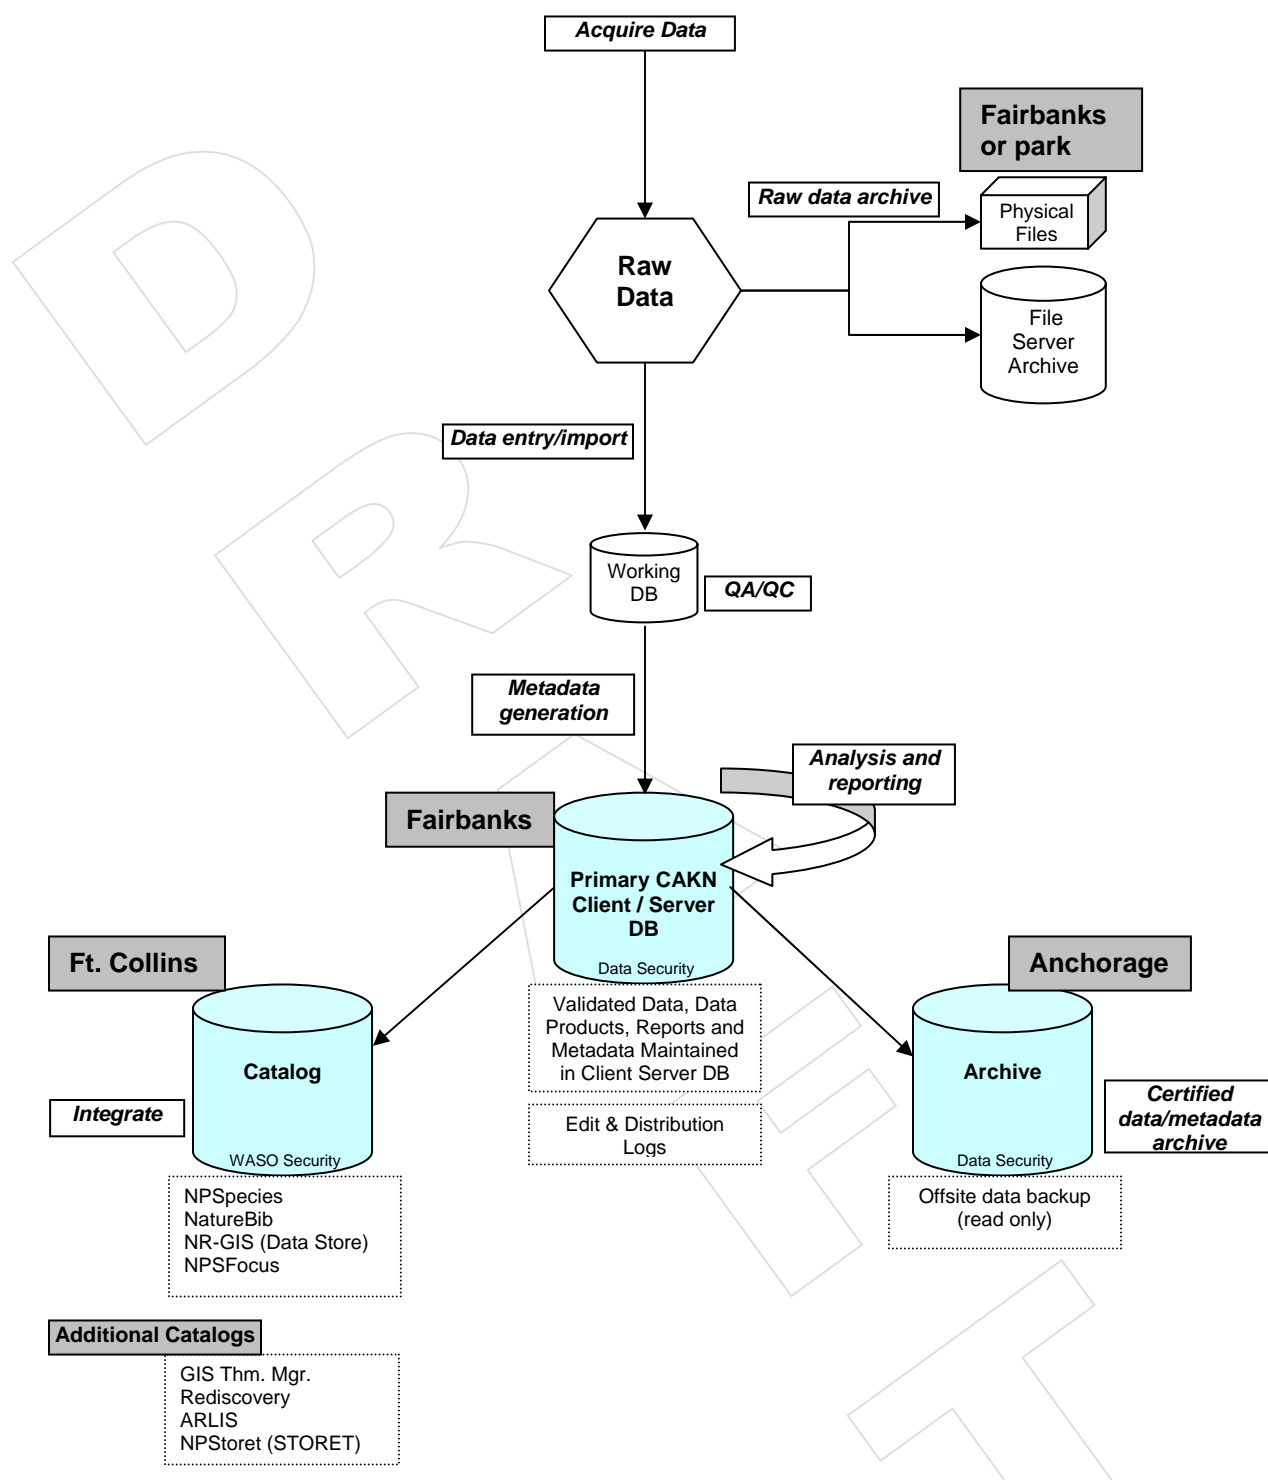 Acquire Data
Fairbanks
or park
Raw data archive
Physical
Files
Raw
Data
File
Server
Archive
Data entry/import
Working
DB
QA/QC
Metadata
generation
Analysis and
reporting
Fairbanks
Primary CAKN
Client / Server
DB
Data Security
Ft. Collins
Anchorage
Validated Data, Data
Products, Reports and
Metadata Maintained
in Client Server DB
Catalog
Archive
Integrate
Certified
data/metadata
archive
Edit & Distribution
Logs
WASO Security
Data Security
NPSpecies
NatureBib
NR-GIS (Data Store)
NPSFocus
Offsite data backup
(read only)
Additional Catalogs
GIS Thm. Mgr.
Rediscovery
ARLIS
NPStoret (STORET)
DRAFT